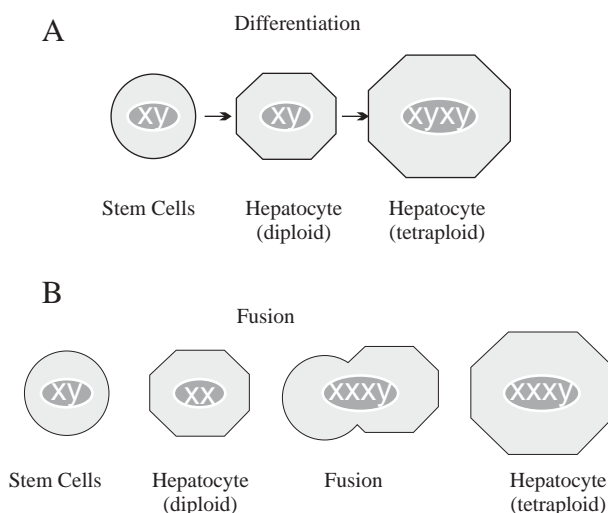 A
Differentiation
xy
xy
xyxy
Stem Cells
Hepatocyte
(diploid)
Hepatocyte
(tetraploid)
B
Fusion
xy
xx
xxxy
xxxy
Stem Cells
Hepatocyte
(diploid)
Fusion
Hepatocyte
(tetraploid)